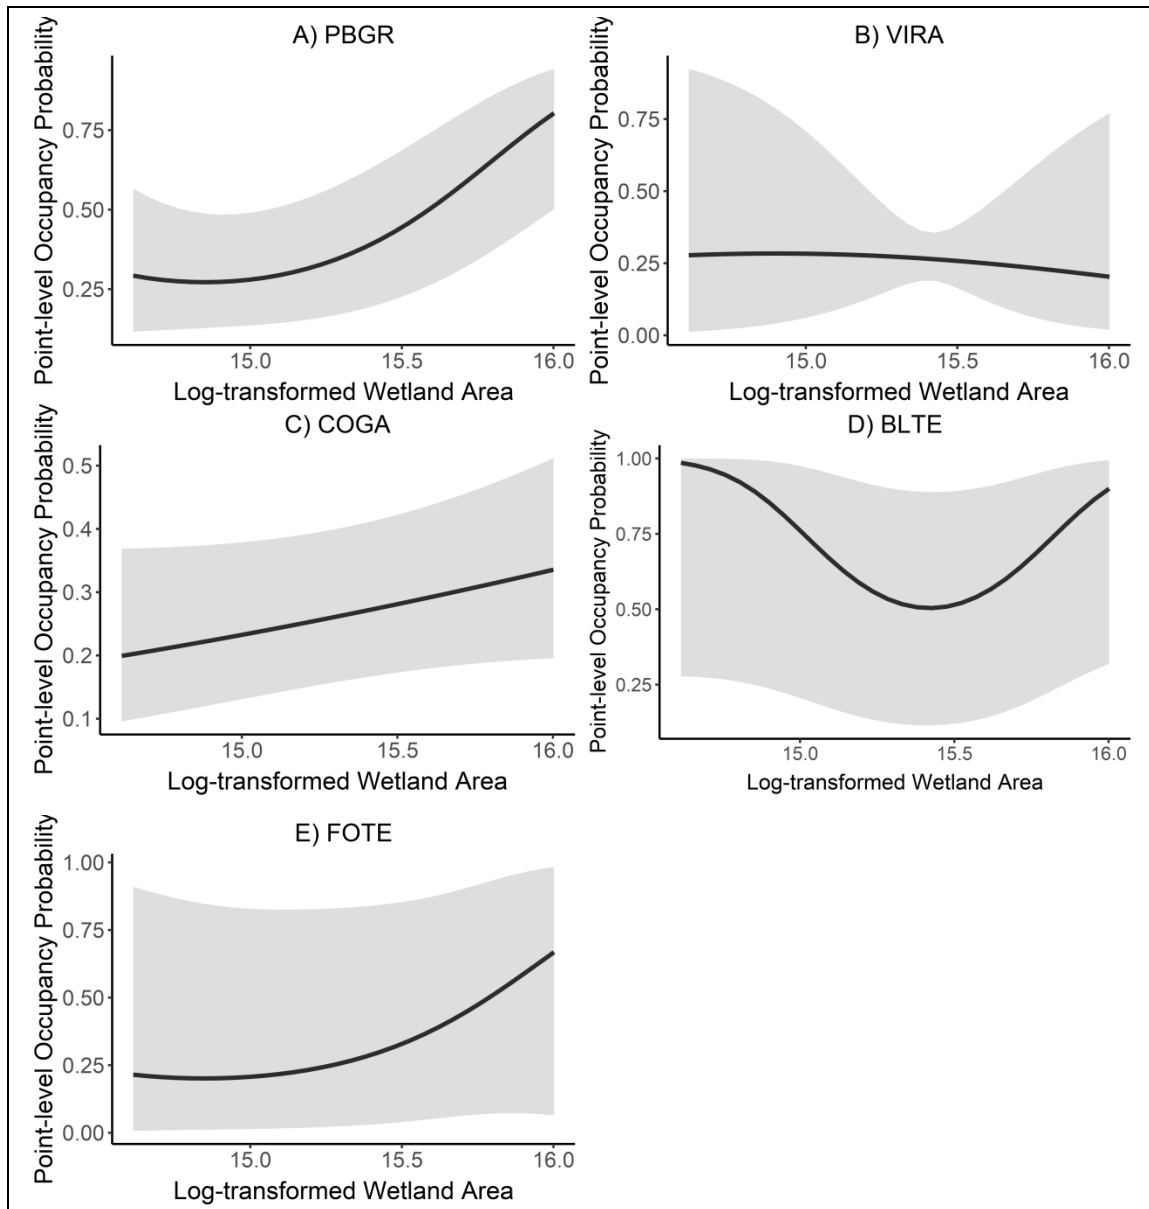 A) PBGR
Point-level Occupancy Probability
0.75
0.50
0.25
15.0 15.5 16.0
Log-transformed Wetland Area
B) VIRA
Point-level Occupancy Probability
0.75
0.50
0.25
0.00
15.0 15.5 16.0
Log-transformed Wetland Area
C) COGA
Point-level Occupancy Probability
0.5
0.4
0.3
0.2
0.1
15.0 15.5 16.0
Log-transformed Wetland Area
D) BLTE
Point-level Occupancy Probability
1.00
0.75
0.50
0.25
15.0 15.5 16.0
Log-transformed Wetland Area
E) FOTE
Point-level Occupancy Probability
1.00
0.75
0.50
0.25
0.00
15.0 15.5 16.0
Log-transformed Wetland Area